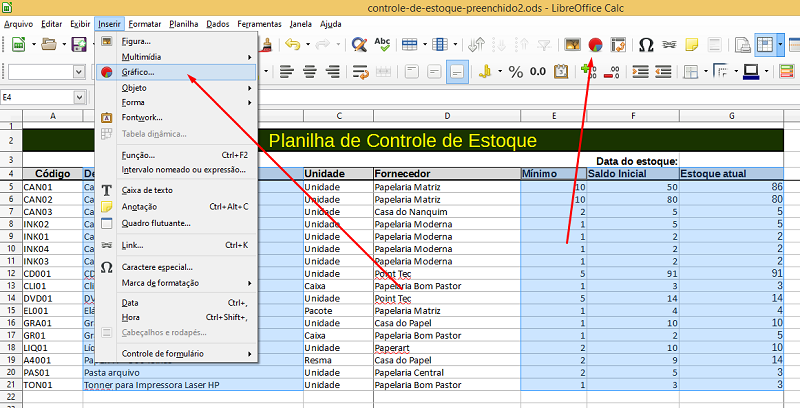 controle-de-estoque-preenchido2.ods - LibreOffice Calc
Arquivo Editar Exibir Inserir Formatar Planilha Dados Ferramentas Janela Ajuda
Figura...
Multimídia
Gráfico...
Objeto
Forma
Fontwork...
Tabela dinâmica...
Função... Ctrl+F2
Intervalo nomeado ou expressão...
Caixa de texto
Anotação Ctrl+Alt+C
Quadro flutuante...
Link... Ctrl+K
Caractere especial...
Marca de formatação
Data Ctrl+,
Hora Ctrl+Shift+,
Cabeçalhos e rodapés...
Controle de formulário
% 0.0
E4
A C D E F G
1
2 Planilha de Controle de Estoque
3 Data do estoque:
4 Código De Unidade Fornecedor Mínimo Saldo Inicial Estoque atual
5 CAN01 Ca Unidade Papelaria Matriz 10 50 86
6 CAN02 Ca Unidade Papelaria Matriz 10 80 80
7 CAN03 Ca Unidade Casa do Nanquim 2 5 5
8 INK02 Ca Unidade Papelaria Moderna 1 5 5
9 INK01 Ca Unidade Papelaria Moderna 1 2 2
10 INK04 Ca Unidade Papelaria Moderna 1 2 2
11 INK03 Ca Unidade Papelaria Moderna 1 2 2
12 CD001 CD Unidade Point Tec 5 91 91
13 CLI01 Cli Caixa Papelaria Bom Pastor 1 3 3
14 DVD01 DV Unidade Point Tec 5 14 14
15 EL001 Elá Pacote Papelaria Matriz 1 4 4
16 GRA01 Gra Unidade Casa do Papel 1 10 10
17 GR01 Gr Caixa Papelaria Bom Pastor 1 2 5
18 LIQ01 Líq Unidade Paperart 2 10 10
19 A4001 Resma Casa do Papel 2 9 14
20 PAS01 Pasta arquivo Unidade Papelaria Central 2 5 3
21 TON01 Tonner para Impressora Laser HP Unidade Papelaria Bom Pastor 1 3 3
22